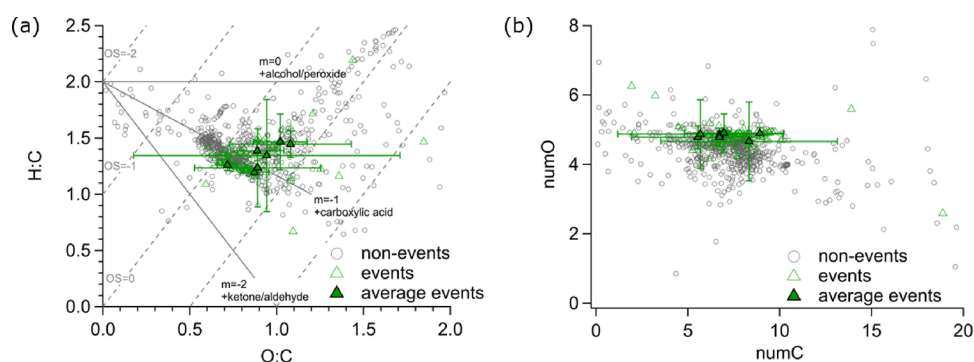 (a)
H:C
2.5
2.0
1.5
1.0
0.5
0.0
OS=-2
OS=-1
OS=0
m=0
+alcohol/peroxide
m=-1
+carboxylic acid
m=-2
+ketone/aldehyde
non-events
events
average events
0.0
0.5
1.0
1.5
2.0
O:C
(b)
numO
8
6
4
2
0
non-events
events
average events
0
5
10
15
20
numC